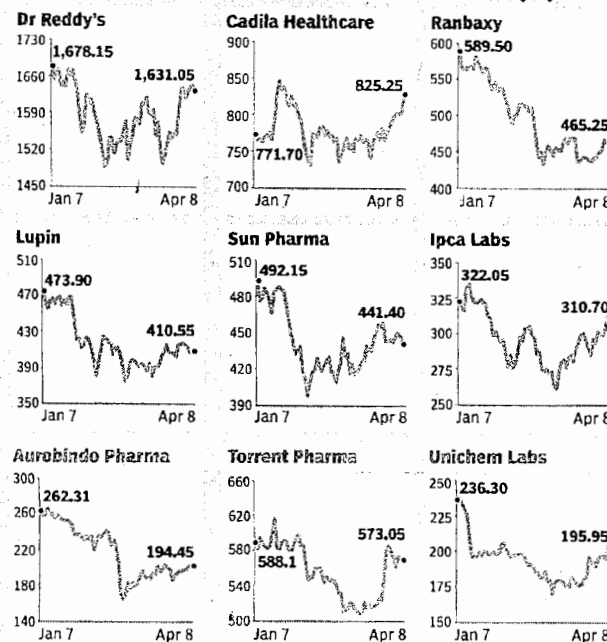 Dr Reddy's
1730
1660
1590
1520
1450
1,678.15
1,631.05
Jan 7
Apr 8
Cadila Healthcare
900
850
800
750
700
771.70
825.25
Jan 7
Apr 8
Ranbaxy
600
550
500
450
400
589.50
465.25
Jan 7
Apr 8
Lupin
510
470
430
390
350
473.90
410.55
Jan 7
Apr 8
Sun Pharma
510
480
450
420
390
492.15
441.40
Jan 7
Apr 8
Ipca Labs
350
325
300
275
250
322.05
310.70
Jan 7
Apr 8
Aurobindo Pharma
300
260
220
180
140
262.31
194.45
Jan 7
Apr 8
Torrent Pharma
660
620
580
540
500
588.1
573.05
Jan 7
Apr 8
Unichem Labs
250
225
200
175
150
236.30
195.95
Jan 7
Apr 8